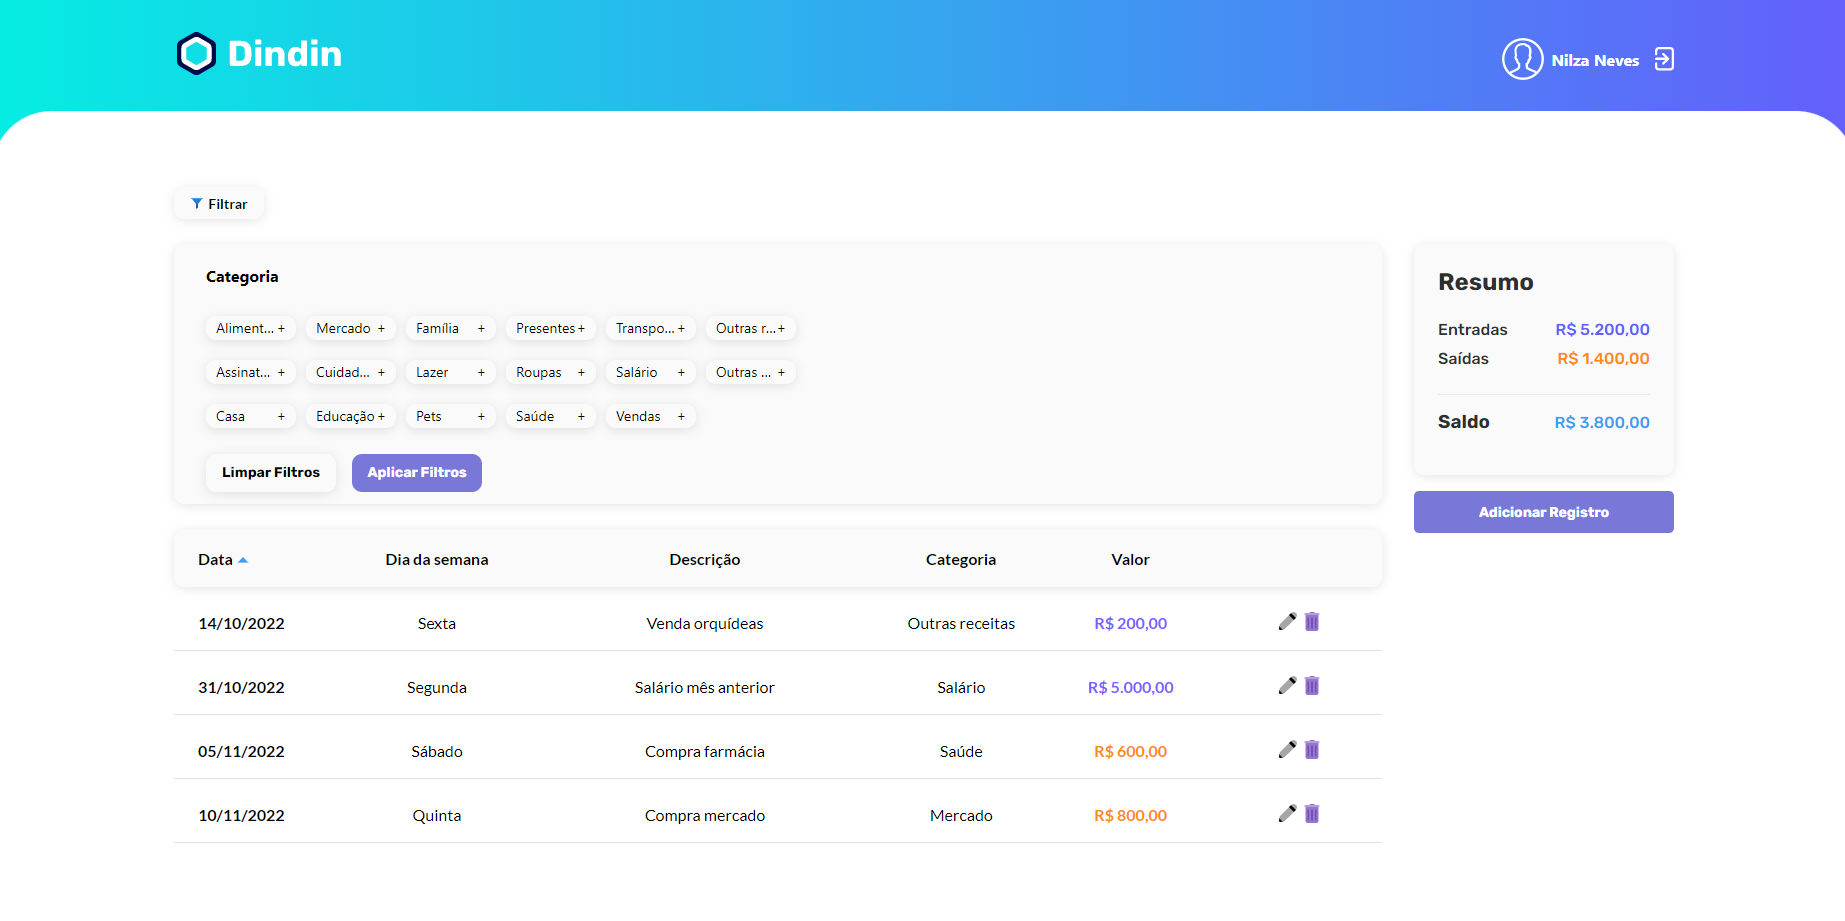 Dindin
Nilza Neves
Filtrar
Categoria
Aliment... + Mercado + Família + Presentes + Transpo... + Outras r... +
Assinat... + Cuidad... + Lazer + Roupas + Salário + Outras ... +
Casa + Educação + Pets + Saúde + Vendas +
Limpar Filtros Aplicar Filtros
Resumo
Entradas R$ 5.200,00
Saídas R$ 1.400,00
Saldo R$ 3.800,00
Adicionar Registro
Data Dia da semana Descrição Categoria Valor
14/10/2022 Sexta Venda orquídeas Outras receitas R$ 200,00
31/10/2022 Segunda Salário mês anterior Salário R$ 5.000,00
05/11/2022 Sábado Compra farmácia Saúde R$ 600,00
10/11/2022 Quinta Compra mercado Mercado R$ 800,00